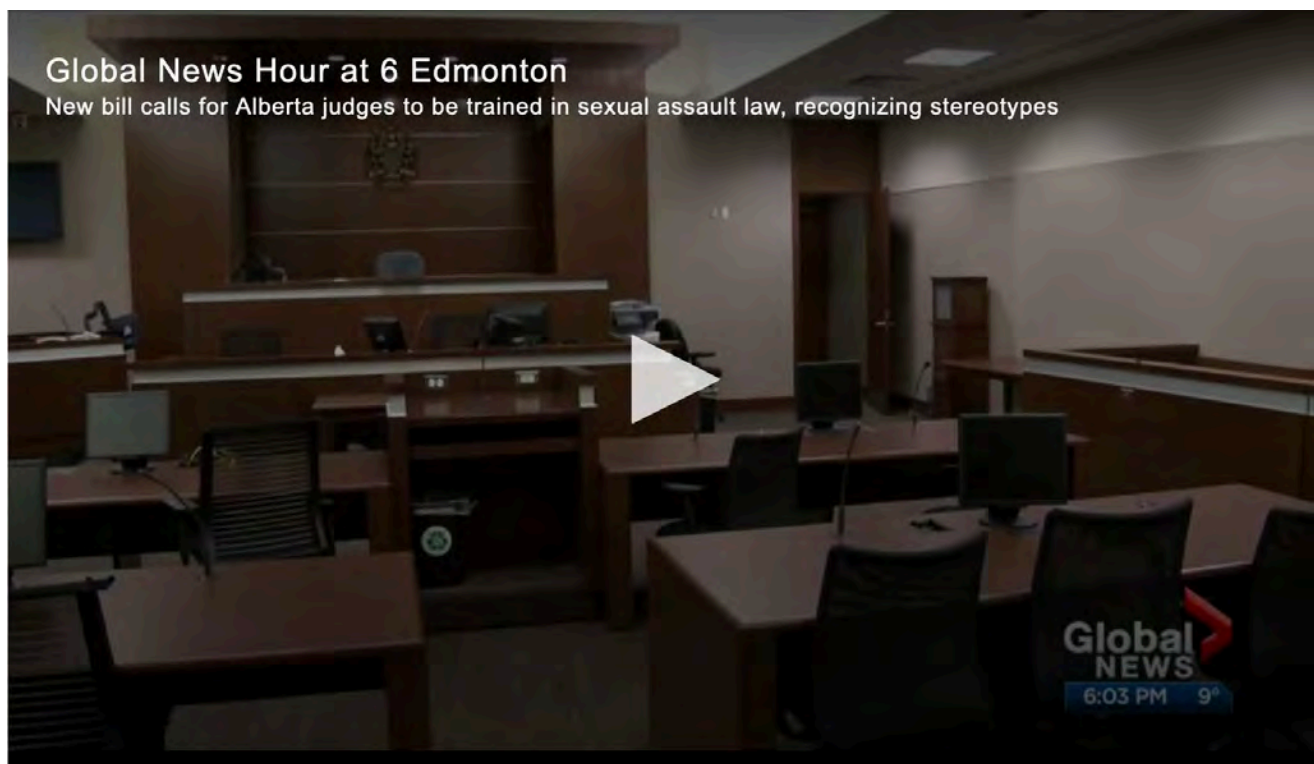 Global News Hour at 6 Edmonton
New bill calls for Alberta judges to be trained in sexual assault law, recognizing stereotypes
Global
NEWS
6:03 PM 9°